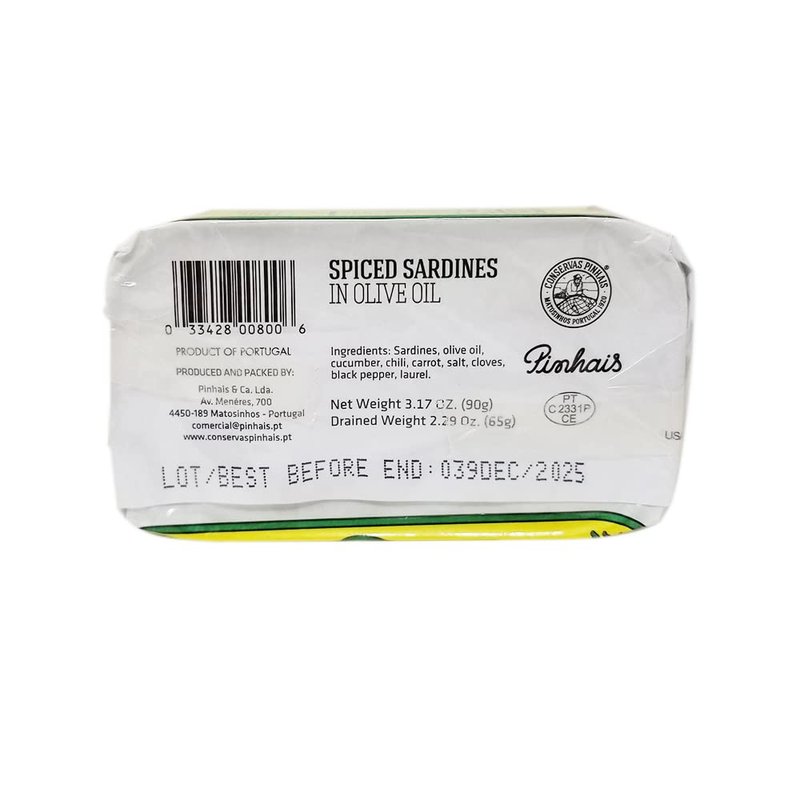 SPICED SARDINES
IN OLIVE OIL
0 33428 00800 6
PRODUCT OF PORTUGAL
PRODUCED AND PACKED BY:
Pinhais & Ca. Lda.
Av. Menéres, 700
4450-189 Matosinhos - Portugal
comercial@pinhais.pt
www.conservaspinhais.pt
Ingredients: Sardines, olive oil,
cucumber, chili, carrot, salt, cloves,
black pepper, laurel.
Net Weight 3.17 OZ. (90g)
Drained Weight 2.29 Oz. (65g)
CONSERVAS PINHAIS
MATOSINHOS PORTUGAL 1920
®
Pinhais
PT
C 2331P
CE
US
LOT/BEST BEFORE END:039DEC/2025